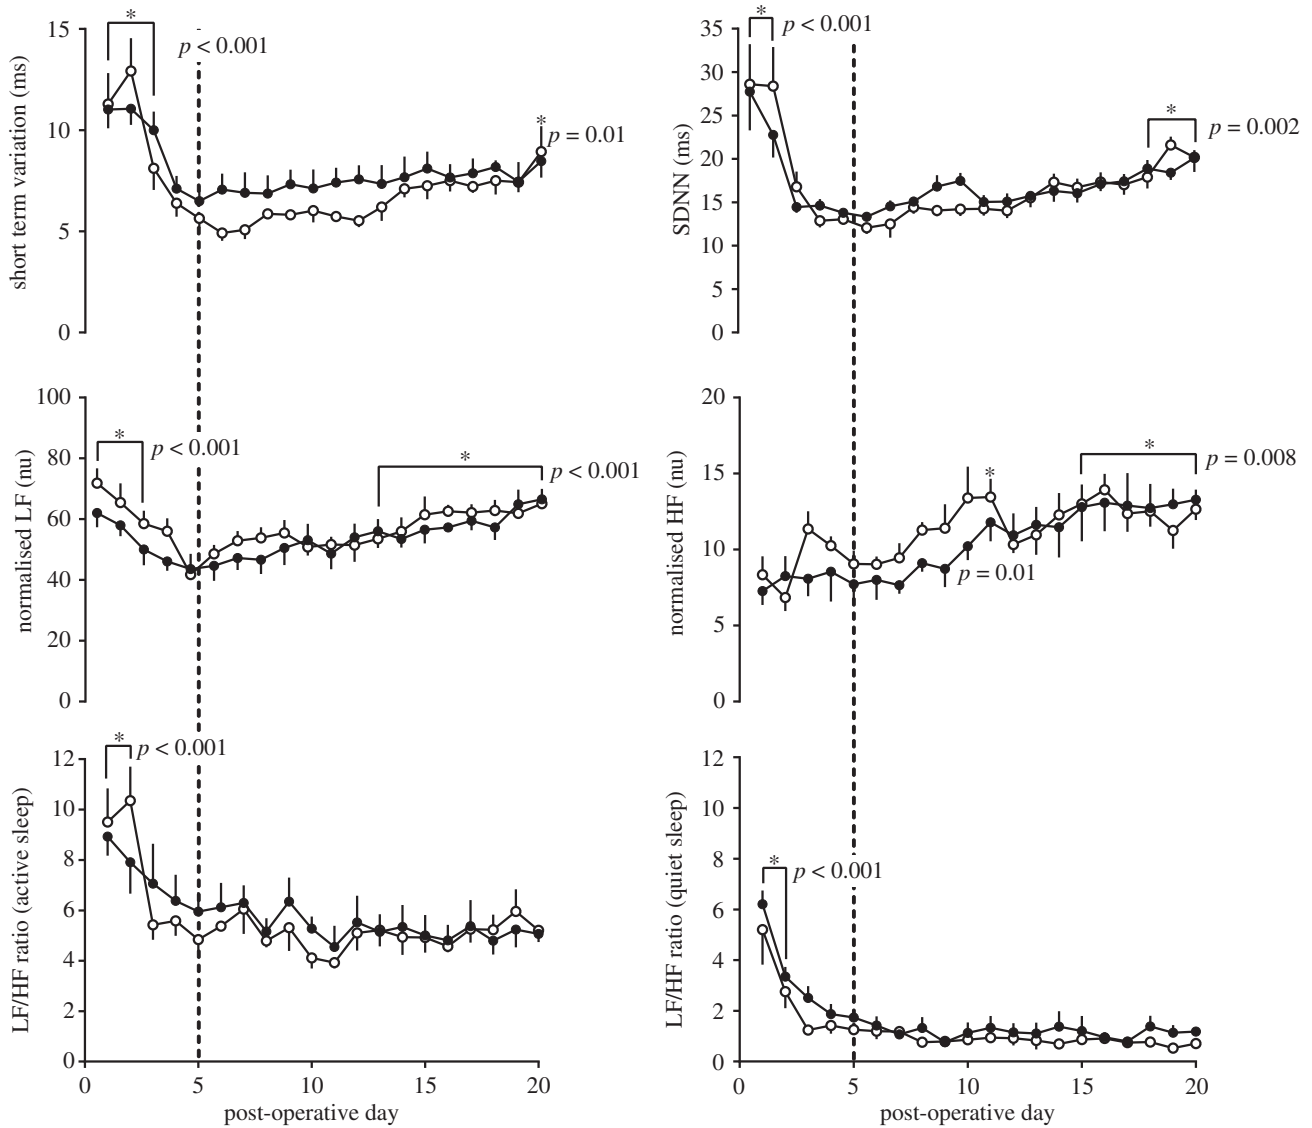 *
p < 0.001
15
10
5
0
short term variation (ms)
*
p = 0.01
*
p < 0.001
35
30
25
20
15
10
5
0
SDNN (ms)
*
p = 0.002
100
80
60
40
20
0
normalised LF (nu)
*
p < 0.001
*
p < 0.001
20
15
10
5
0
normalised HF (nu)
*
p = 0.01
*
p = 0.008
*
p < 0.001
12
10
8
6
4
2
0
LF/HF ratio (active sleep)
0 5 10 15 20
post-operative day
12
10
8
6
4
2
0
LF/HF ratio (quiet sleep)
*
p < 0.001
0 5 10 15 20
post-operative day